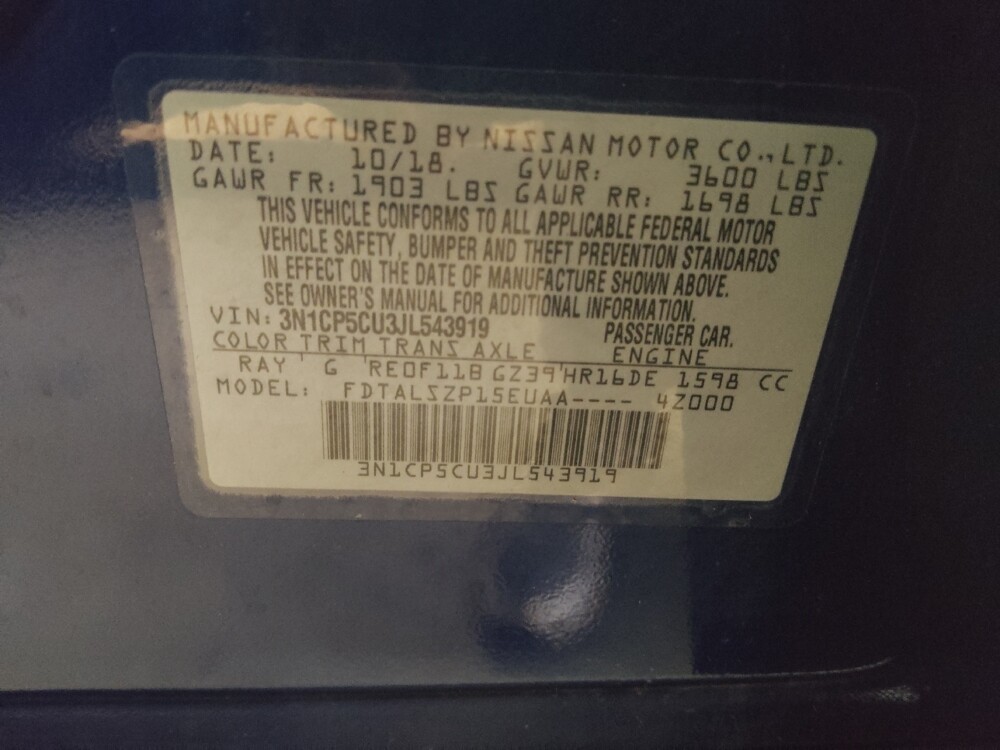 MANUFACTURED BY NISSAN MOTOR CO., LTD.
DATE: 10/18. GVWR: 3600 LBS
GAWR FR: 1903 LBS GAWR RR: 1698 LBS
THIS VEHICLE CONFORMS TO ALL APPLICABLE FEDERAL MOTOR
VEHICLE SAFETY, BUMPER AND THEFT PREVENTION STANDARDS
IN EFFECT ON THE DATE OF MANUFACTURE SHOWN ABOVE.
SEE OWNER'S MANUAL FOR ADDITIONAL INFORMATION.
VIN: 3N1CP5CU3JL543919 PASSENGER CAR.
COLOR TRIM TRANS AXLE ENGINE
RAY ' G 'RE0F11B GZ39'HR16DE 1598 CC
MODEL: FDTALSZP15EUAA---- 4Z000
3N1CP5CU3JL543919